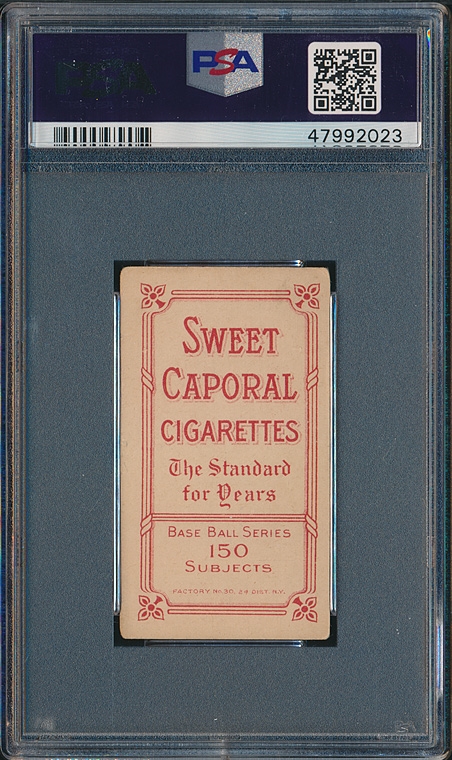 PSA
47992023
SWEET
CAPORAL
CIGARETTES
The Standard
for Years
BASE BALL SERIES
150
SUBJECTS
FACTORY No. 30, 2d DIST. N.Y.